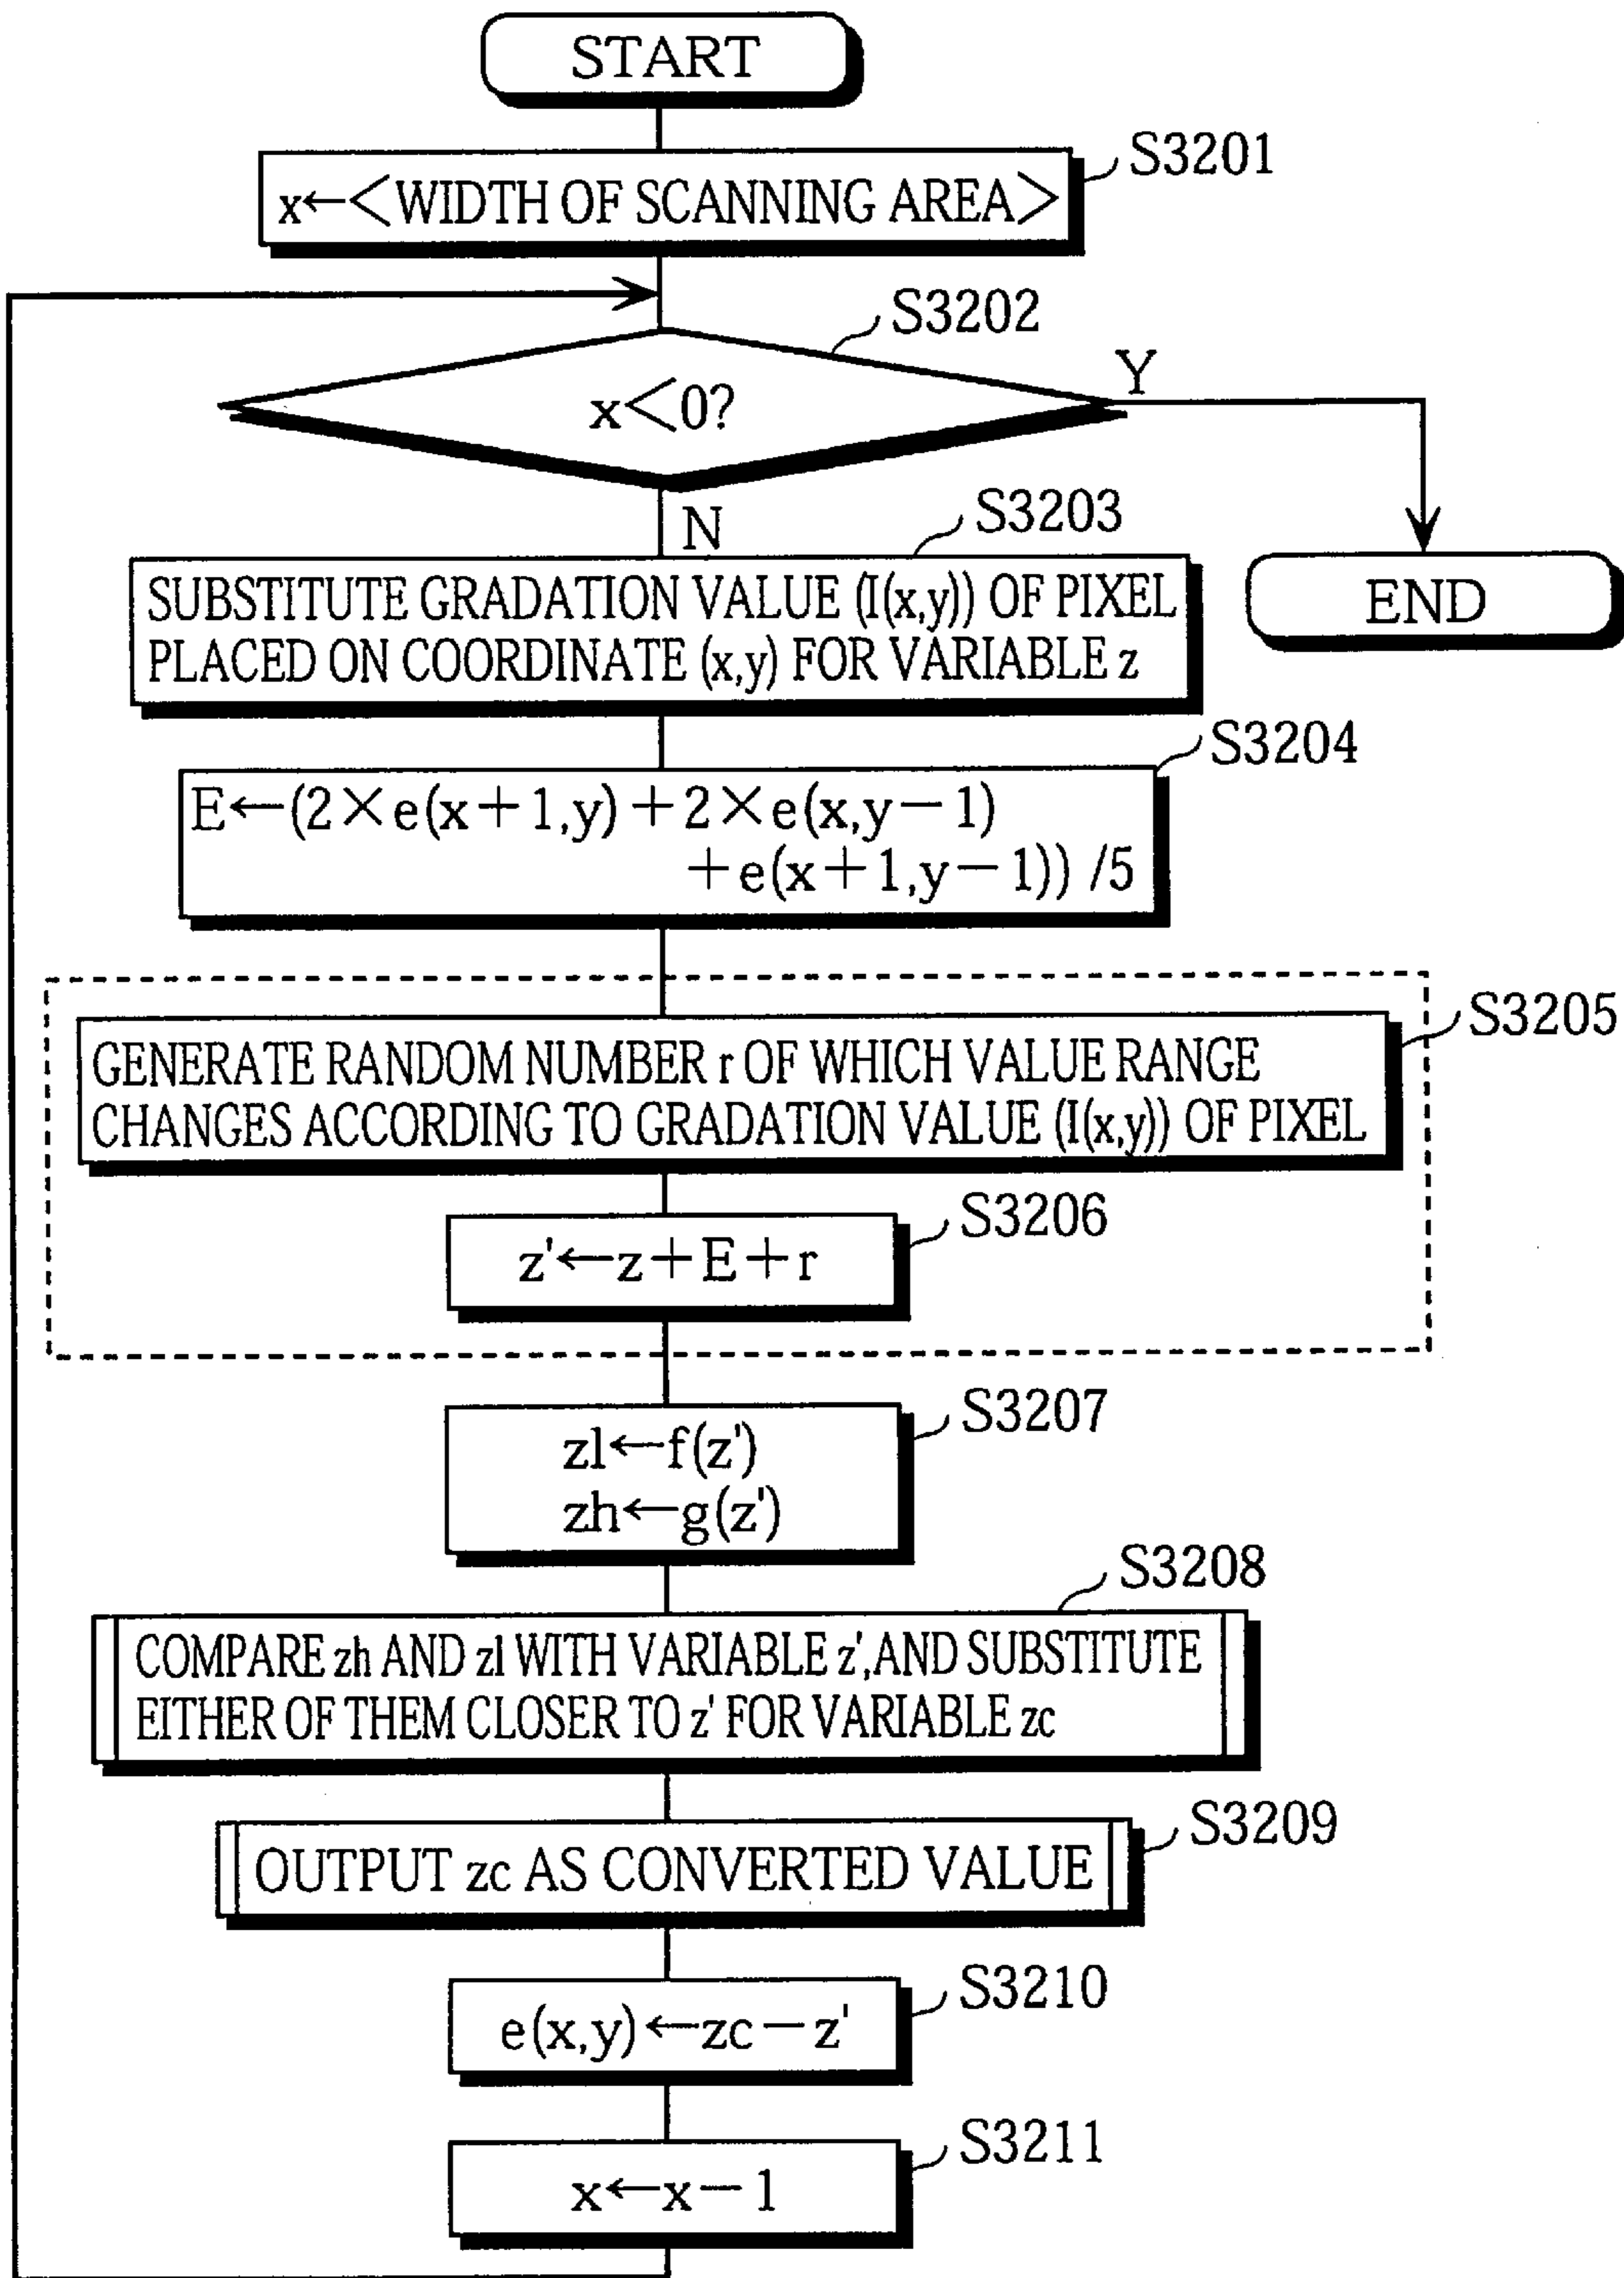 START
S3201
x←<WIDTH OF SCANNING AREA>
S3202
x<0?
Y
N
END
S3203
SUBSTITUTE GRADATION VALUE (I(x,y)) OF PIXEL
PLACED ON COORDINATE (x,y) FOR VARIABLE z
S3204
E←(2×e(x+1,y)+2×e(x,y−1)
+e(x+1,y−1)) /5
S3205
GENERATE RANDOM NUMBER r OF WHICH VALUE RANGE
CHANGES ACCORDING TO GRADATION VALUE (I(x,y)) OF PIXEL
S3206
z'←z+E+r
S3207
zl←f(z')
zh←g(z')
S3208
COMPARE zh AND zl WITH VARIABLE z',AND SUBSTITUTE
EITHER OF THEM CLOSER TO z' FOR VARIABLE zc
S3209
OUTPUT zc AS CONVERTED VALUE
S3210
e(x,y)←zc−z'
S3211
x←x−1